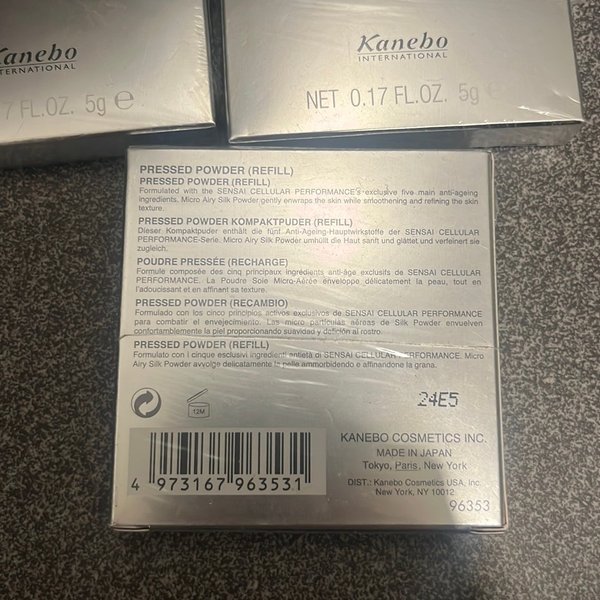 Kanebo
INTERNATIONAL
7 FL.OZ. 5g ℮
Kanebo
INTERNATIONAL
NET 0.17 FL.OZ. 5g ℮
PRESSED POWDER (REFILL)
PRESSED POWDER (REFILL)
Formulated with the SENSAI CELLULAR PERFORMANCE's exclusive five main anti-ageing
ingredients. Micro Airy Silk Powder gently enwraps the skin while smoothening and refining the skin
texture.
PRESSED POWDER KOMPAKTPUDER (REFILL)
Dieser Kompaktpuder enthält die fünf Anti-Ageing-Hauptwirkstoffe der SENSAI CELLULAR
PERFORMANCE-Serie. Micro Airy Silk Powder umhüllt die Haut sanft und glättet und verfeinert sie
zugleich.
POUDRE PRESSÉE (RECHARGE)
Formule composée des cinq principaux ingrédients anti-âge exclusifs de SENSAI CELLULAR
PERFORMANCE. La Poudre Soie Micro-Aérée enveloppe délicatement la peau, tout en
l'adoucissant et en affinant sa texture.
PRESSED POWDER (RECAMBIO)
Formulado con los cinco principios activos exclusivos de SENSAI CELLULAR PERFORMANCE
para combatir el envejecimiento. Las micro partículas aéreas de Silk Powder envuelven
confortablemente la piel proporcionando suavidad y definición al rostro.
PRESSED POWDER (REFILL)
Formulato con i cinque esclusivi ingredienti antietà di SENSAI CELLULAR PERFORMANCE. Micro
Airy Silk Powder avvolge delicatamente la pelle ammorbidendo e affinandone la grana.
12M
24E5
KANEBO COSMETICS INC.
MADE IN JAPAN
Tokyo, Paris, New York
DIST.: Kanebo Cosmetics USA, Inc.
New York, NY 10012
4 973167 963531
96353